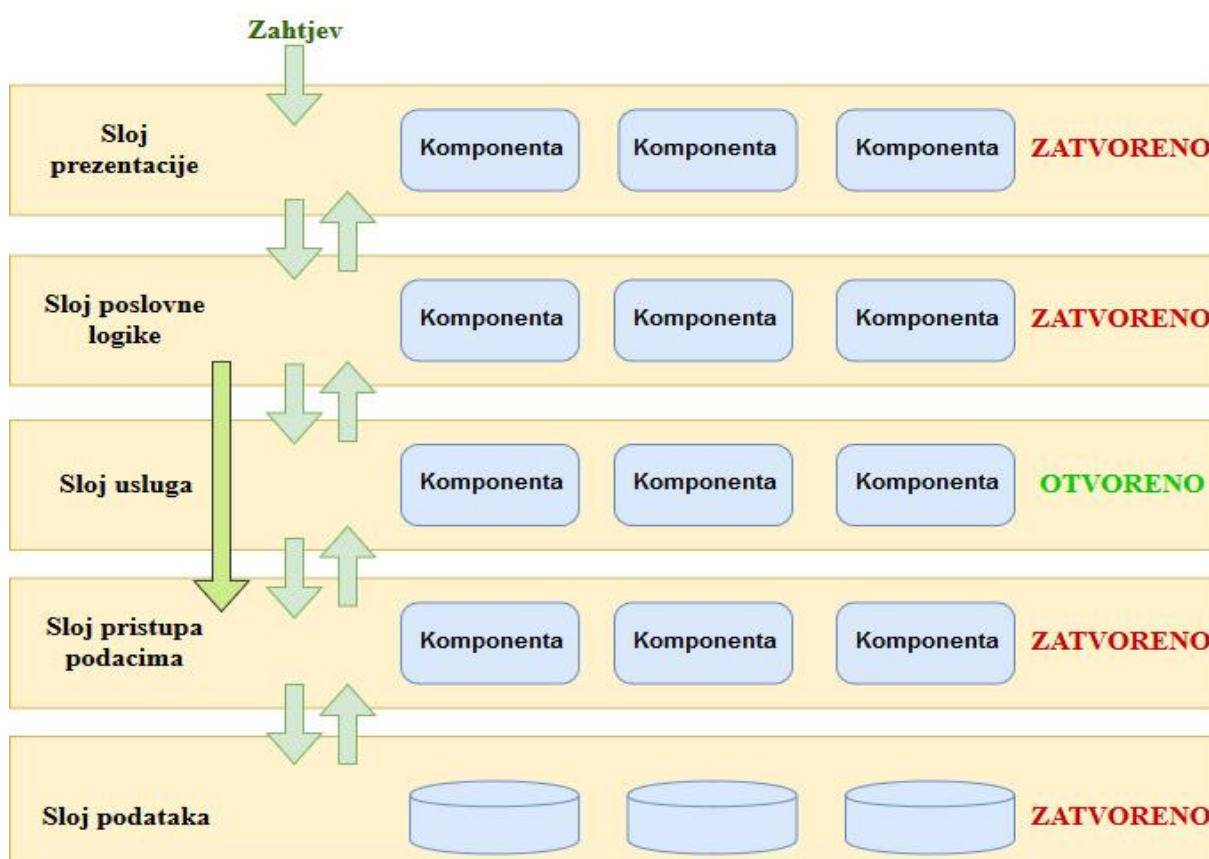 Zahtjev
Sloj
prezentacije
Komponenta Komponenta Komponenta ZATVORENO
Sloj poslovne
logike
Komponenta Komponenta Komponenta ZATVORENO
Sloj usluga
Komponenta Komponenta Komponenta OTVORENO
Sloj pristupa
podacima
Komponenta Komponenta Komponenta ZATVORENO
Sloj podataka
ZATVORENO